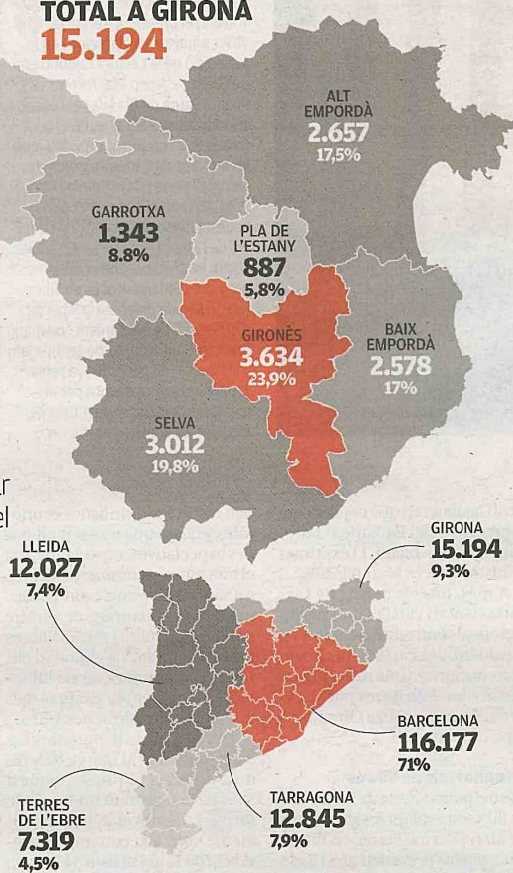 TOTAL A GIRONA
15.194
ALT
EMPORDÀ
2.657
17,5%
GARROTXA
1.343
8.8%
PLA DE
L'ESTANY
887
5,8%
GIRONÈS
3.634
23,9%
BAIX
EMPORDÀ
2.578
17%
SELVA
3.012
19,8%
ar
el
GIRONA
15.194
9,3%
LLEIDA
12.027
7,4%
BARCELONA
116.177
71%
TARRAGONA
12.845
7,9%
TERRES
DE L'EBRE
7.319
4,5%